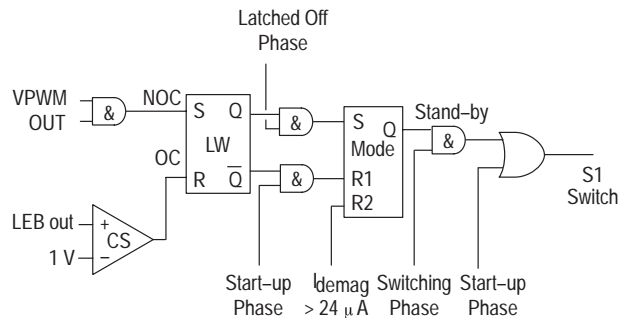 Latched Off
Phase
VPWM
OUT
&
NOC
S
Q
LW
OC
R
Q
&
&
S
Q
Mode
R1
R2
Stand–by
&
S1
Switch
LEB out
+
CS
1 V
–
Start–up
Phase
Idemag
> 24 μ A
Switching
Phase
Start–up
Phase